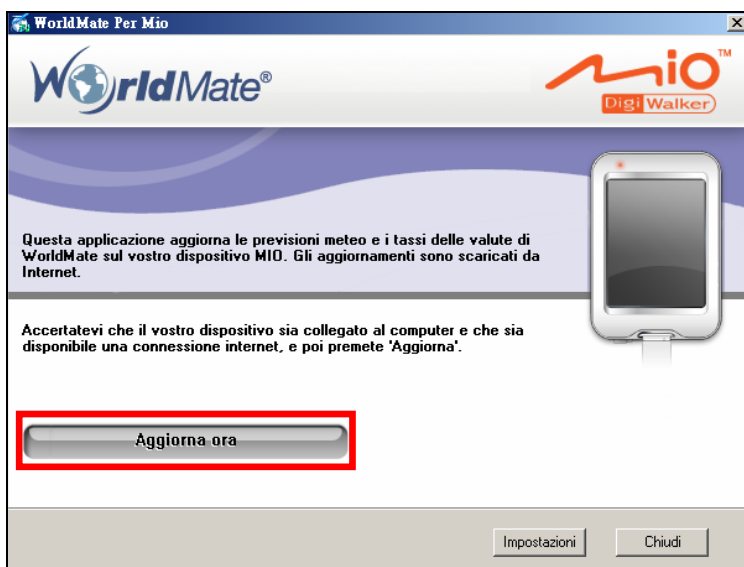 WorldMate Per Mio
WorldMate®
Mio™
Digi Walker
Questa applicazione aggiorna le previsioni meteo e i tassi delle valute di
WorldMate sul vostro dispositivo MIO. Gli aggiornamenti sono scaricati da
Internet.
Accertatevi che il vostro dispositivo sia collegato al computer e che sia
disponibile una connessione internet, e poi premete 'Aggiorna'.
Aggiorna ora
Impostazioni
Chiudi